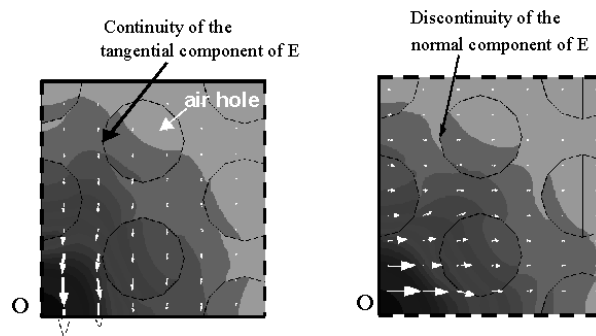 Continuity of the
tangential component of E
Discontinuity of the
normal component of E
air hole
O
O